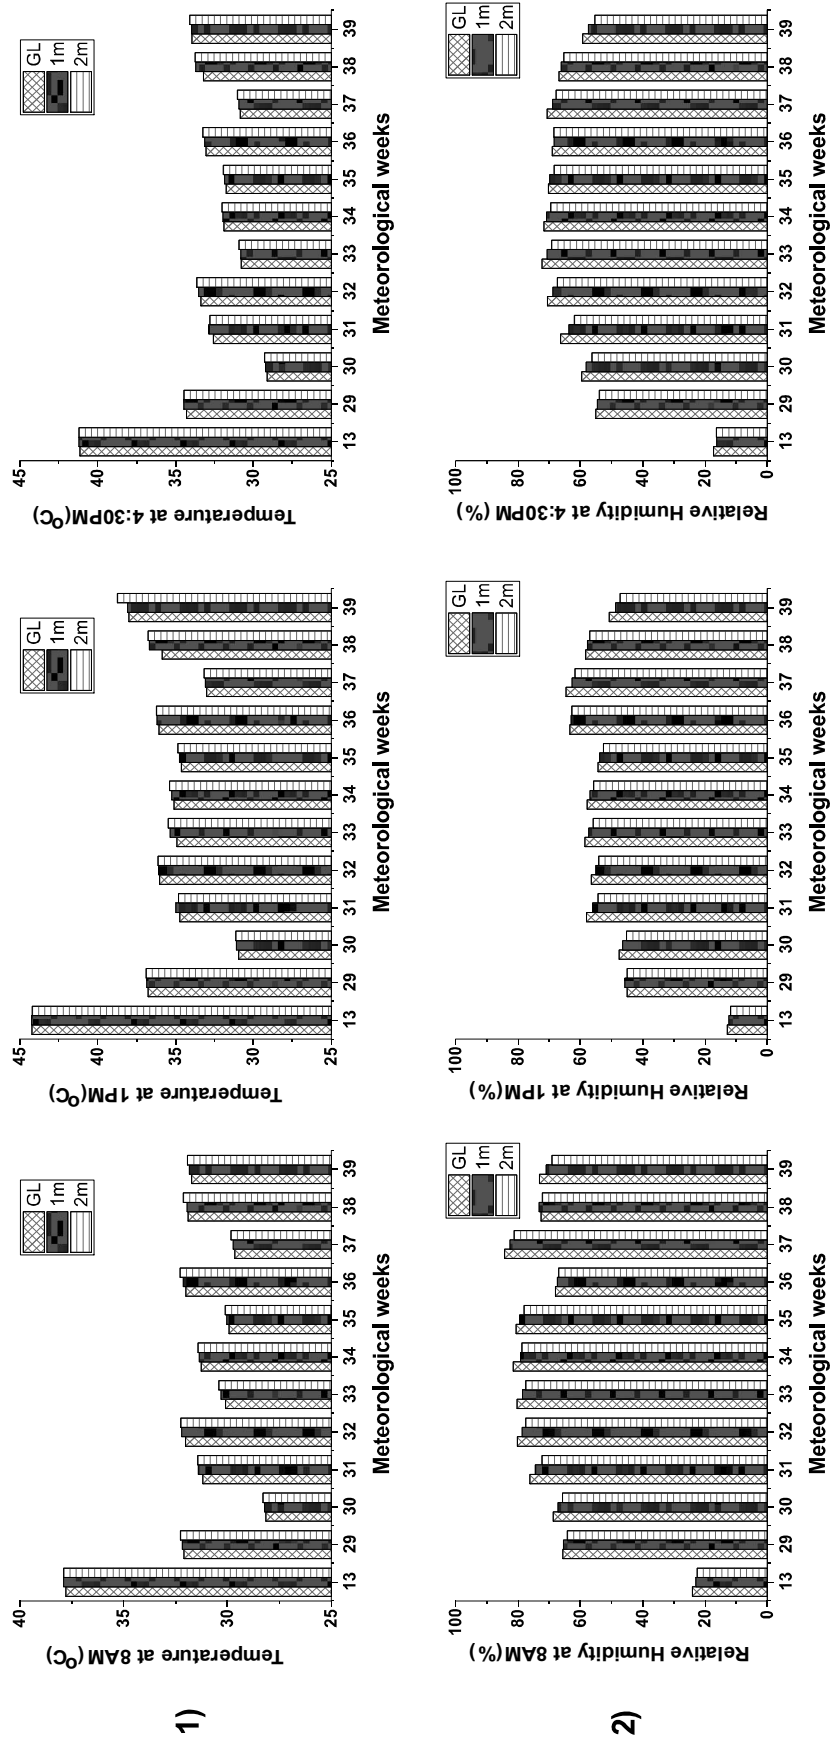 1)
Temperature at 8AM(⁰C)
40
35
30
25
GL
1m
2m
13 29 30 31 32 33 34 35 36 37 38 39
Meteorological weeks
Temperature at 1PM(⁰C)
45
40
35
30
25
GL
1m
2m
13 29 30 31 32 33 34 35 36 37 38 39
Meteorological weeks
Temperature at 4:30PM(⁰C)
45
40
35
30
25
GL
1m
2m
13 29 30 31 32 33 34 35 36 37 38 39
Meteorological weeks
2)
Relative Humidity at 8AM (%)
100
80
60
40
20
0
GL
1m
2m
13 29 30 31 32 33 34 35 36 37 38 39
Meteorological weeks
Relative Humidity at 1PM (%)
100
80
60
40
20
0
GL
1m
2m
13 29 30 31 32 33 34 35 36 37 38 39
Meteorological weeks
Relative Humidity at 4:30PM (%)
100
80
60
40
20
0
GL
1m
2m
13 29 30 31 32 33 34 35 36 37 38 39
Meteorological weeks